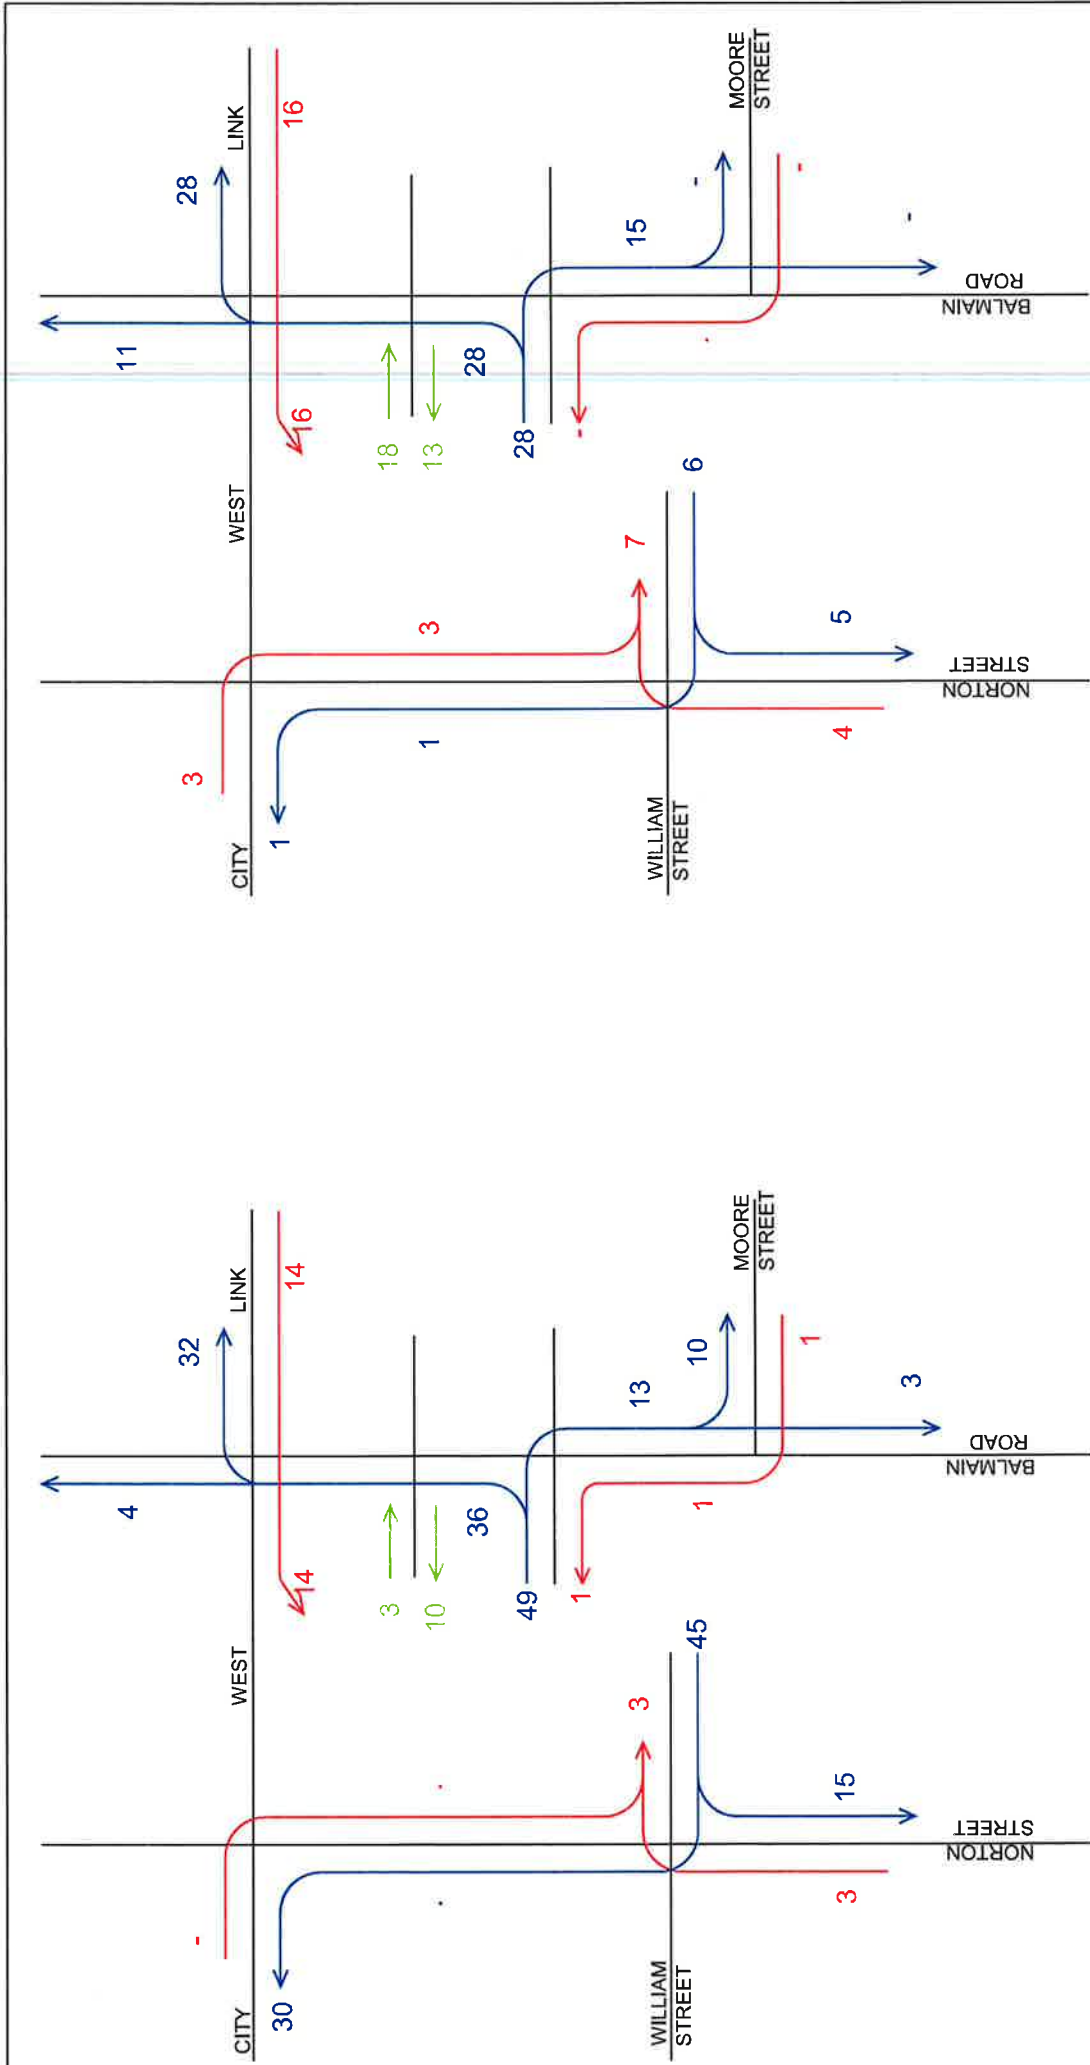 11
28
LINK
16
16
WEST
18
13
28
28
15
-
-
-
-
MOORE
STREET
BALMAIN
ROAD
3
CITY
1
3
1
7
6
WILLIAM
STREET
5
4
NORTON
STREET
4
32
LINK
14
14
WEST
3
10
36
49
13
10
1
1
1
3
MOORE
STREET
BALMAIN
ROAD
-
CITY
30
3
45
WILLIAM
STREET
15
3
NORTON
STREET